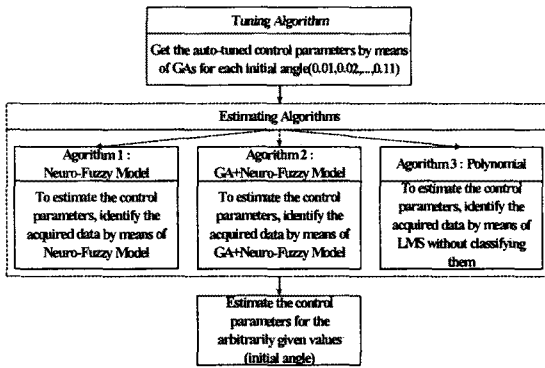 Tuning Algorithm
Get the auto-tuned control parameters by means
of GAs for each initial angle(0.01,0.02,...,0.11)
Estimating Algorithms
Agorithm 1 :
Neuro-Fuzzy Model
To estimate the control
parameters, identify the
acquired data by means of
Neuro-Fuzzy Model
Agorithm 2 :
GA+Neuro-Fuzzy Model
To estimate the control
parameters, identify the
acquired data by means of
GA+Neuro-Fuzzy Model
Agorithm 3 : Polynomial
To estimate the control
parameters, identify the
acquired data by means of
LMS without classifying
them
Estimate the control
parameters for the
arbitrarily given values
(initial angle)